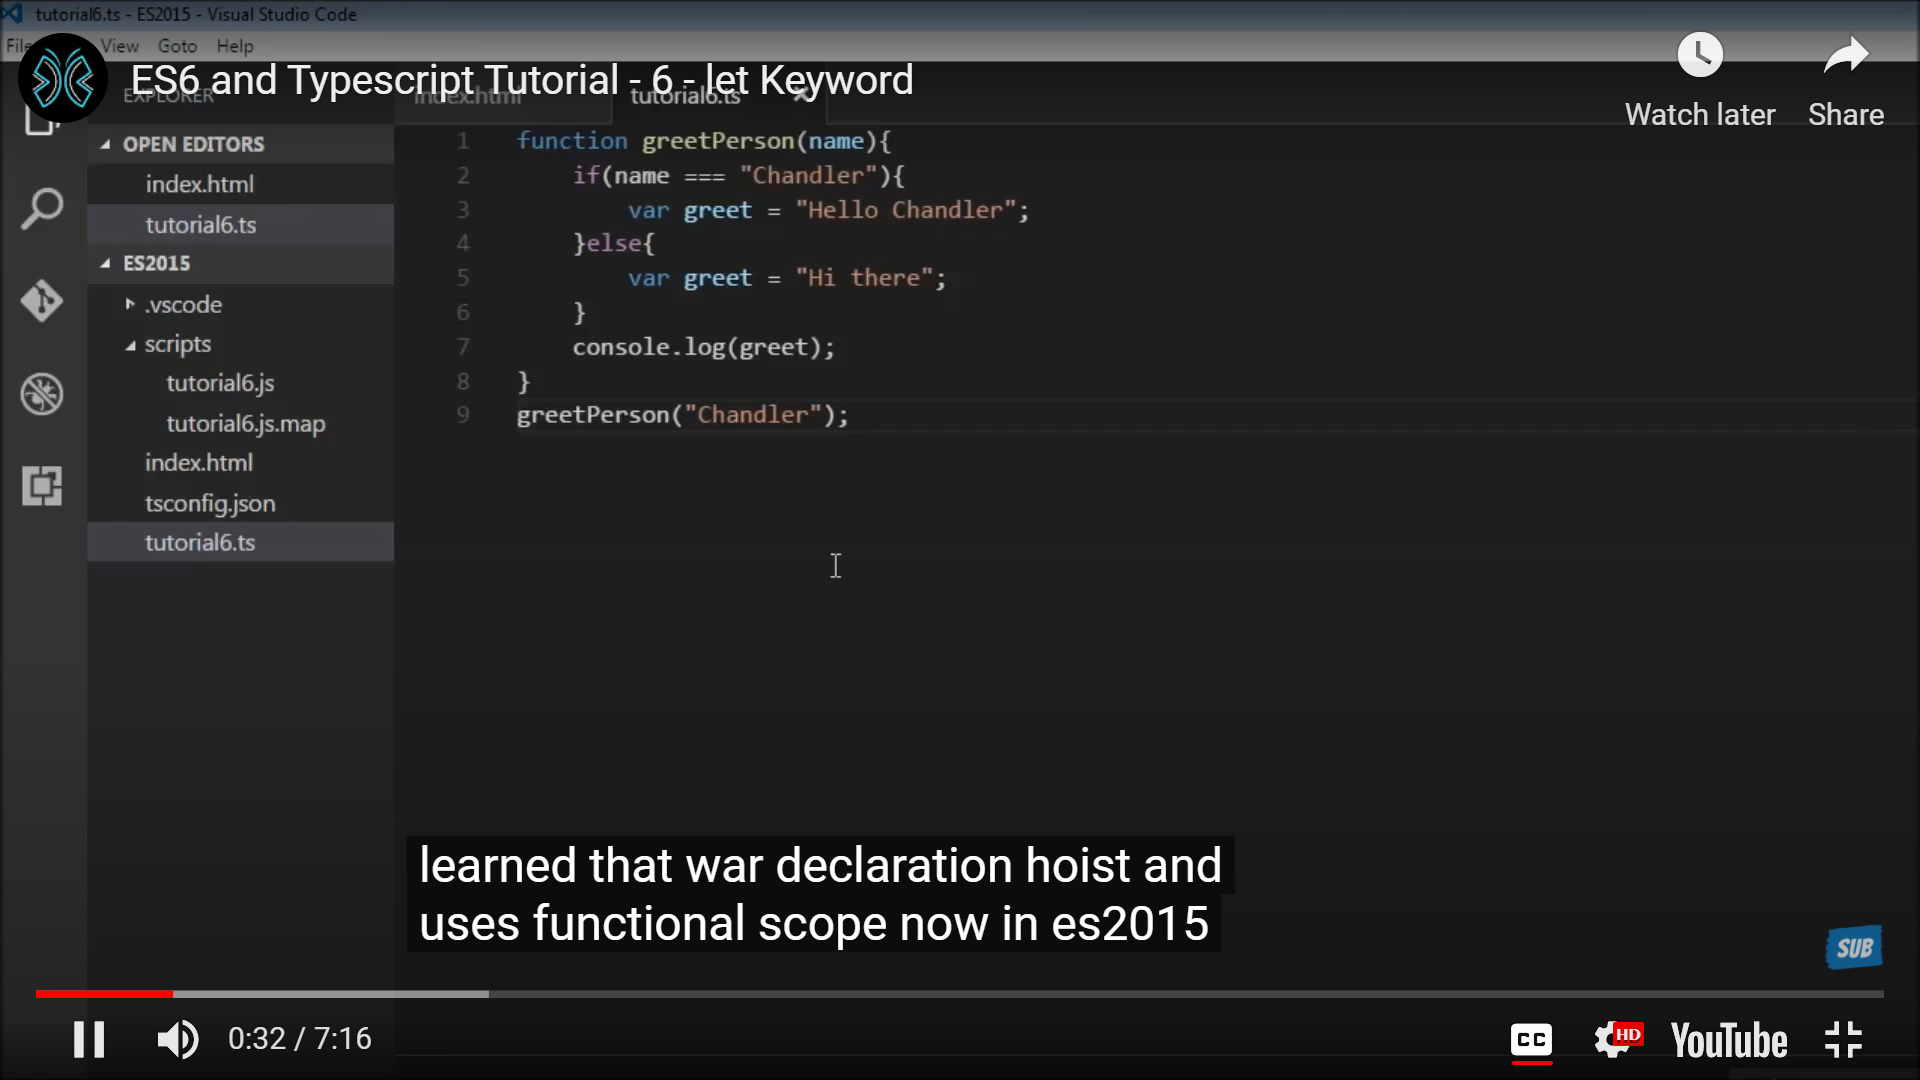 tutorial6.ts - ES2015 - Visual Studio Code
File View Goto Help
ES6 and Typescript Tutorial - 6 - let Keyword
Watch later
Share
EXPLORER
index.html
tutorial6.ts
OPEN EDITORS
index.html
tutorial6.ts
ES2015
.vscode
scripts
tutorial6.js
tutorial6.js.map
index.html
tsconfig.json
tutorial6.ts
1 function greetPerson(name){
2 if(name === "Chandler"){
3 var greet = "Hello Chandler";
4 }else{
5 var greet = "Hi there";
6 }
7 console.log(greet);
8 }
9 greetPerson("Chandler");
learned that war declaration hoist and
uses functional scope now in es2015
SUB
0:32 / 7:16
CC
HD
YouTube